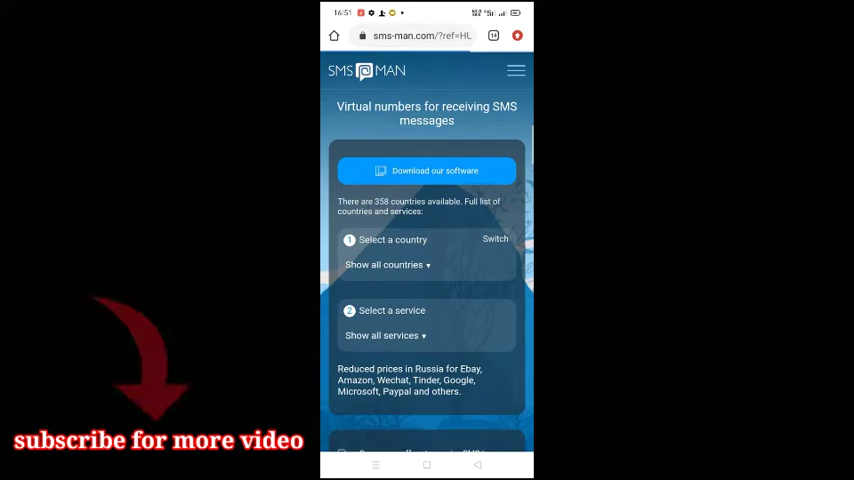 16:51
sms-man.com/?ref=HL
14
SMS MAN
Virtual numbers for receiving SMS
messages
Download our software
There are 358 countries available. Full list of
countries and services:
1 Select a country
Switch
Show all countries ▾
2 Select a service
Show all services ▾
Reduced prices in Russia for Ebay,
Amazon, Wechat, Tinder, Google,
Microsoft, Paypal and others.
subscribe for more video